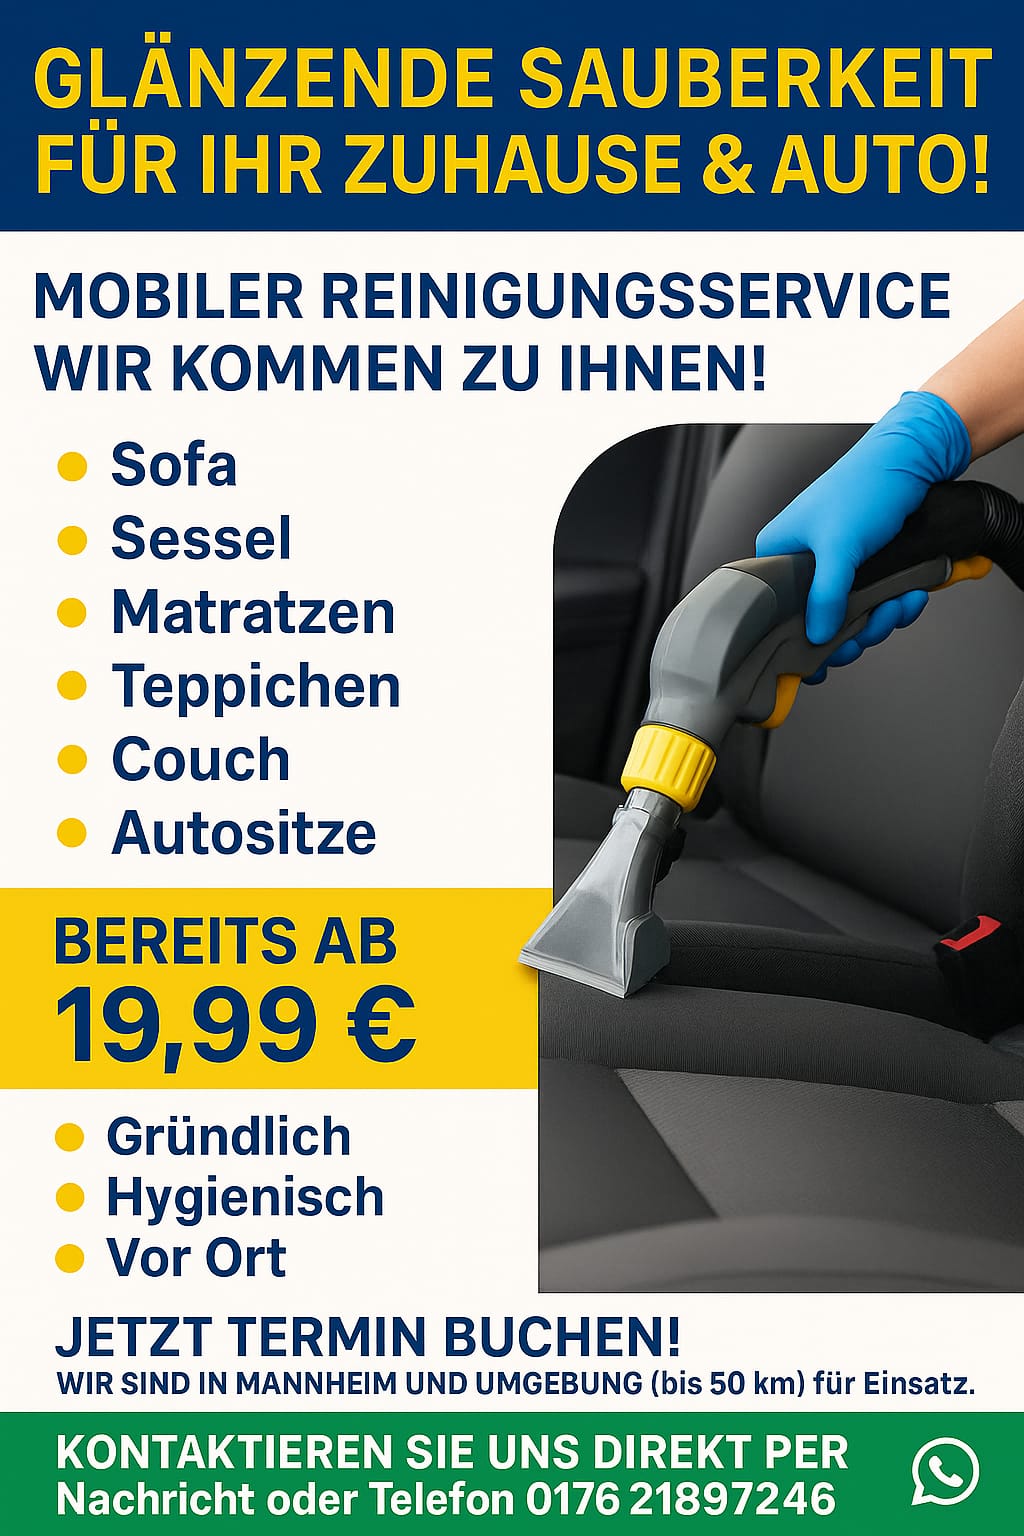 GLÄNZENDE SAUBERKEIT
FÜR IHR ZUHAUSE & AUTO!
MOBILER REINIGUNGSSERVICE
WIR KOMMEN ZU IHNEN!
Sofa
Sessel
Matratzen
Teppichen
Couch
Autositze
BEREITS AB
19,99 €
Gründlich
Hygienisch
Vor Ort
JETZT TERMIN BUCHEN!
WIR SIND IN MANNHEIM UND UMGEBUNG (bis 50 km) für Einsatz.
KONTAKTIEREN SIE UNS DIREKT PER
Nachricht oder Telefon 0176 21897246